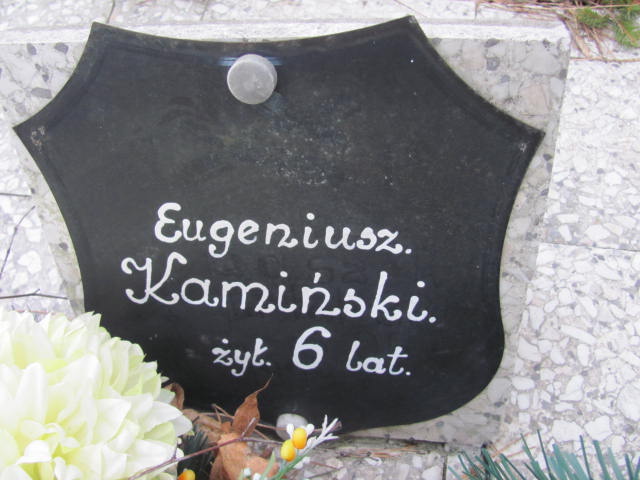 Eugeniusz.
Kamiński.
żył. 6 lat.